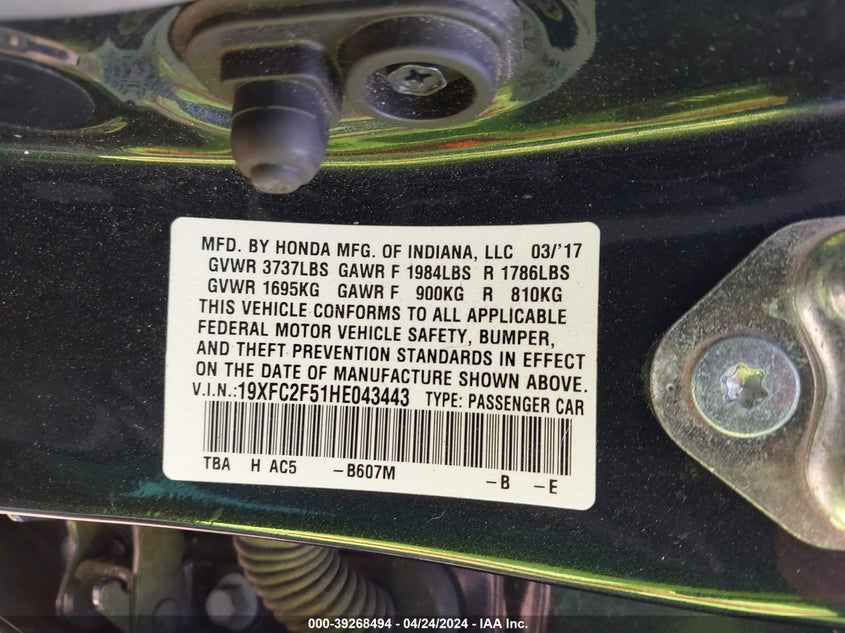 MFD. BY HONDA MFG. OF INDIANA, LLC 03/'17
GVWR 3737LBS GAWR F 1984LBS R 1786LBS
GVWR 1695KG GAWR F 900KG R 810KG
THIS VEHICLE CONFORMS TO ALL APPLICABLE
FEDERAL MOTOR VEHICLE SAFETY, BUMPER,
AND THEFT PREVENTION STANDARDS IN EFFECT
ON THE DATE OF MANUFACTURE SHOWN ABOVE.
V.I.N.:19XFC2F51HE043443 TYPE: PASSENGER CAR
TBA H AC5 -B607M -B -E
000-39268494 - 04/24/2024 - IAA Inc.